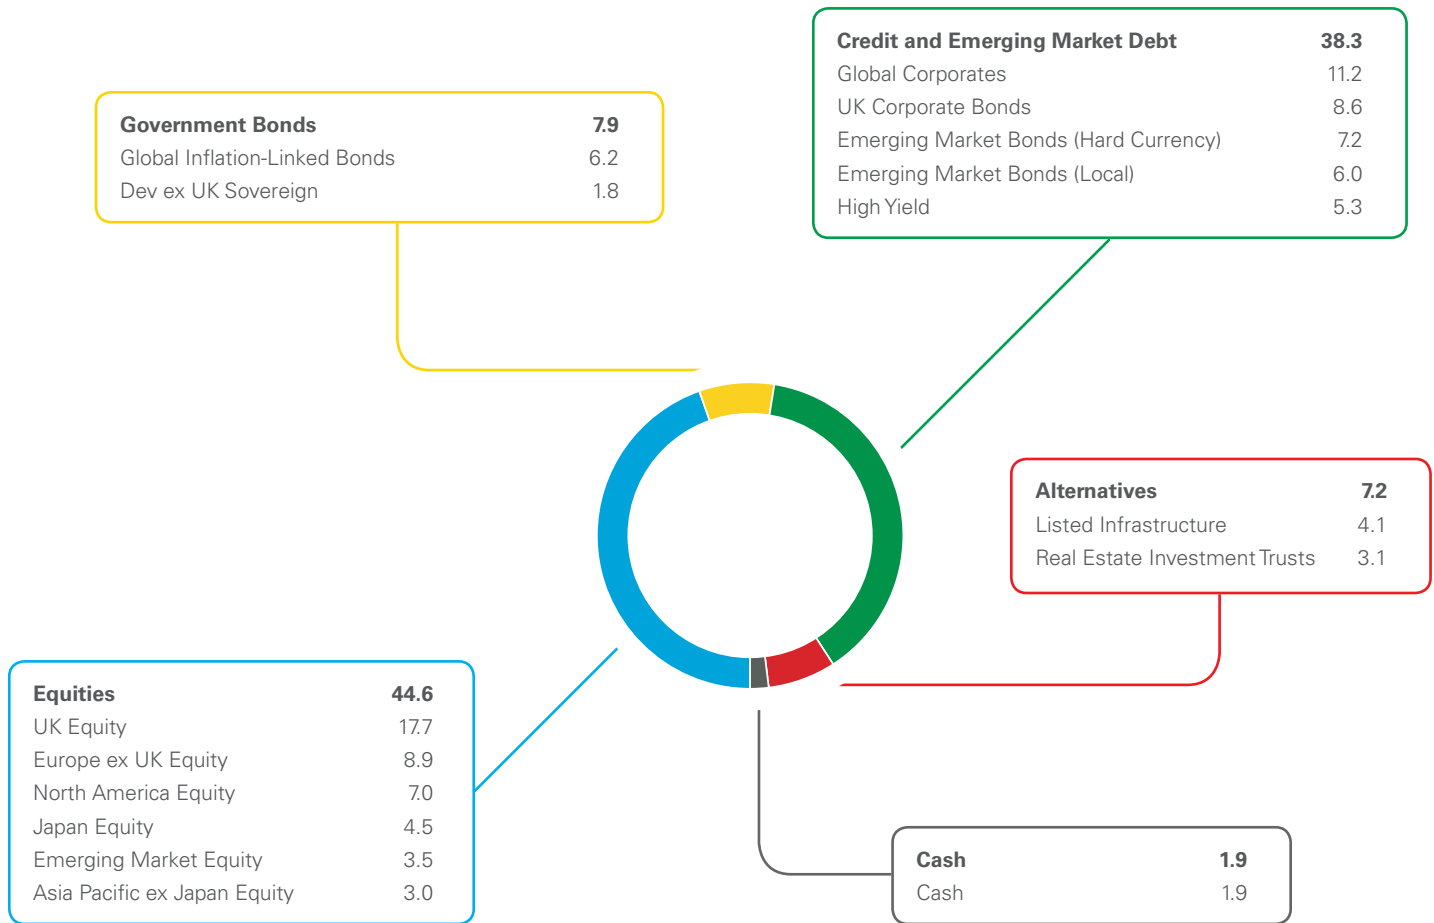 Credit and Emerging Market Debt 38.3
Global Corporates 11.2
UK Corporate Bonds 8.6
Emerging Market Bonds (Hard Currency) 7.2
Emerging Market Bonds (Local) 6.0
High Yield 5.3
Government Bonds 7.9
Global Inflation-Linked Bonds 6.2
Dev ex UK Sovereign 1.8
Alternatives 7.2
Listed Infrastructure 4.1
Real Estate Investment Trusts 3.1
Equities 44.6
UK Equity 17.7
Europe ex UK Equity 8.9
North America Equity 7.0
Japan Equity 4.5
Emerging Market Equity 3.5
Asia Pacific ex Japan Equity 3.0
Cash 1.9
Cash 1.9